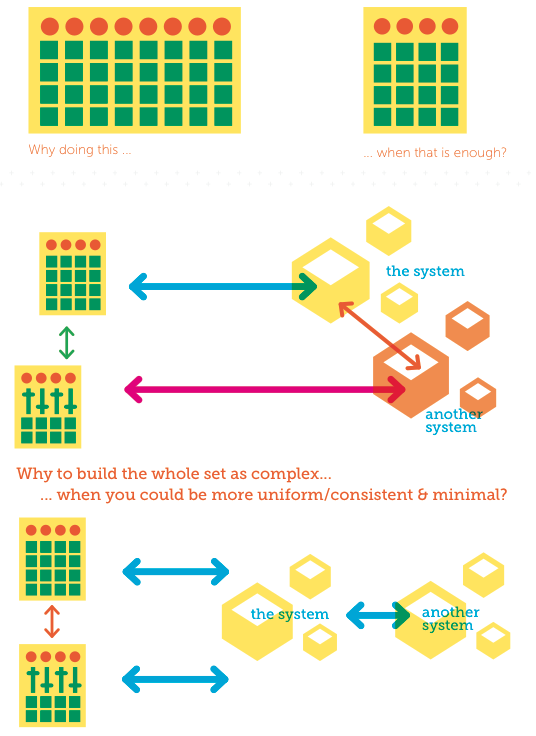 Why doing this ...
... when that is enough?
the system
another
system
Why to build the whole set as complex...
... when you could be more uniform/consistent & minimal?
the system
another
system